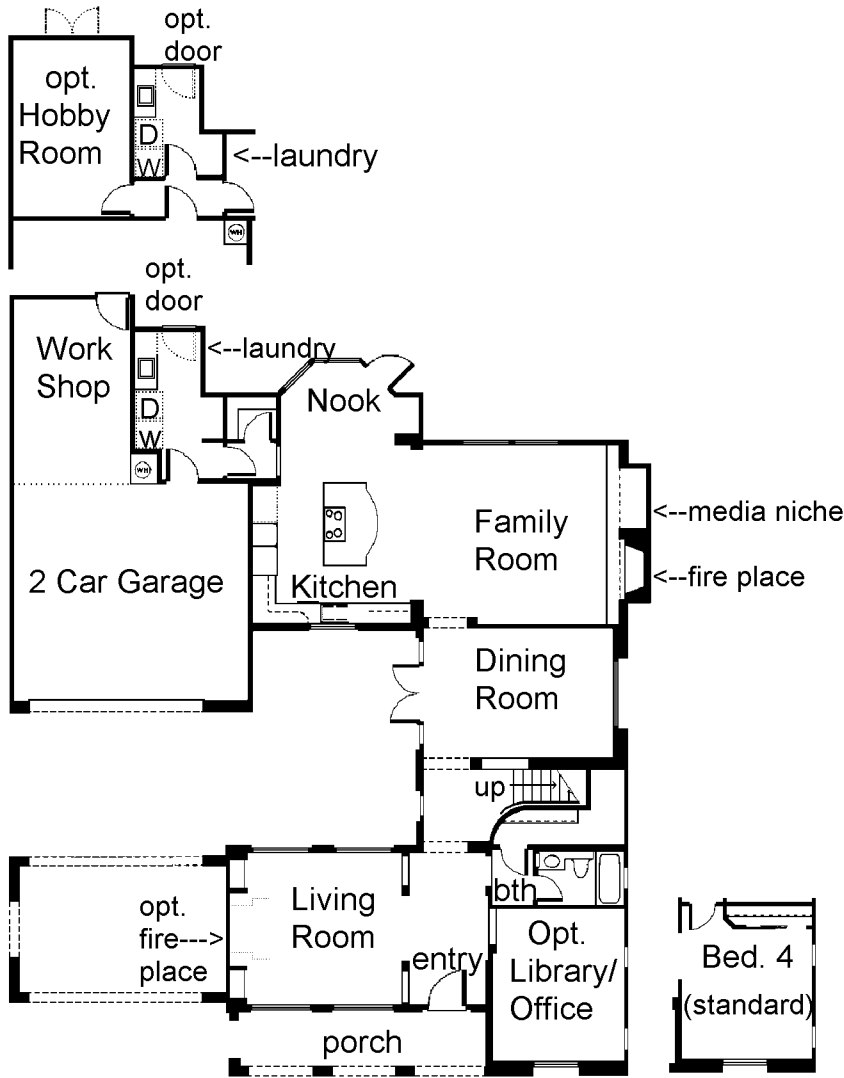 opt.
door
opt.
Hobby
Room
D
W
<--laundry
WH
opt.
door
Work
Shop
<--laundry
D
W
WH
Nook
Family
Room
<--media niche
<--fire place
2 Car Garage
Kitchen
Dining
Room
up
bth
opt.
fire--->
place
Living
Room
entry
Opt.
Library/
Office
Bed. 4
(standard)
porch